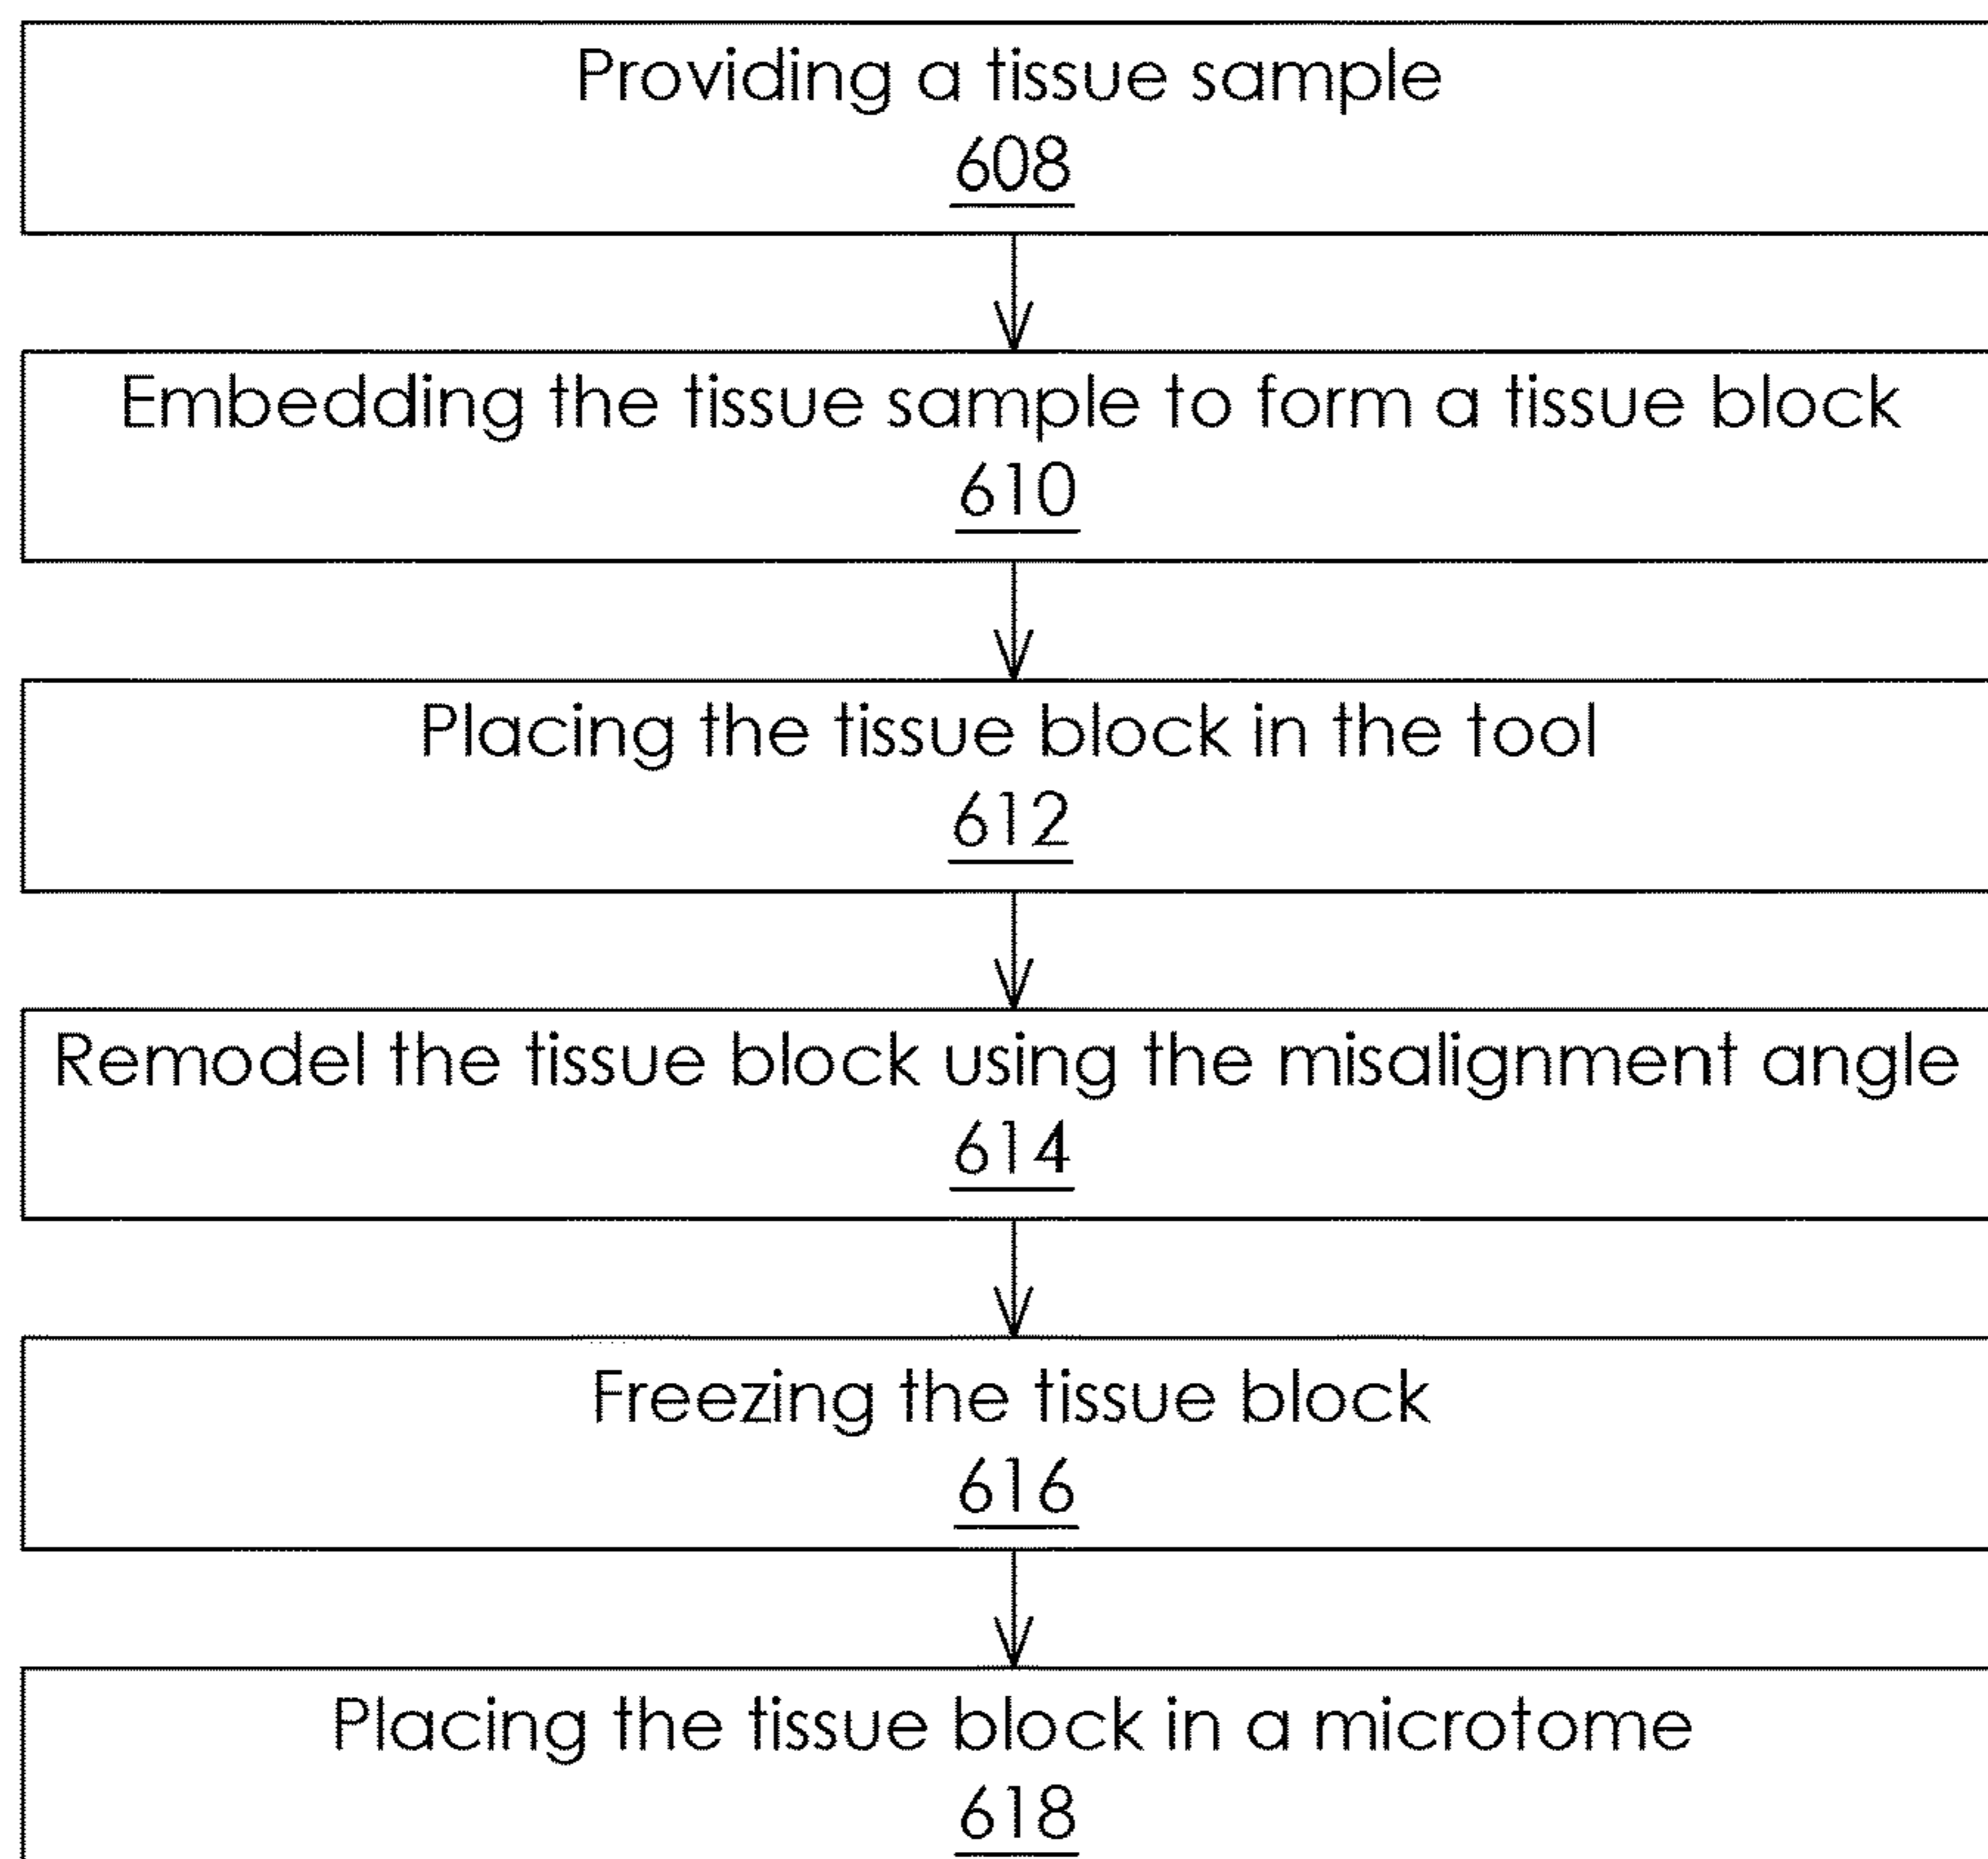 Providing a tissue sample
608
Embedding the tissue sample to form a tissue block
610
Placing the tissue block in the tool
612
Remodel the tissue block using the misalignment angle
614
Freezing the tissue block
616
Placing the tissue block in a microtome
618